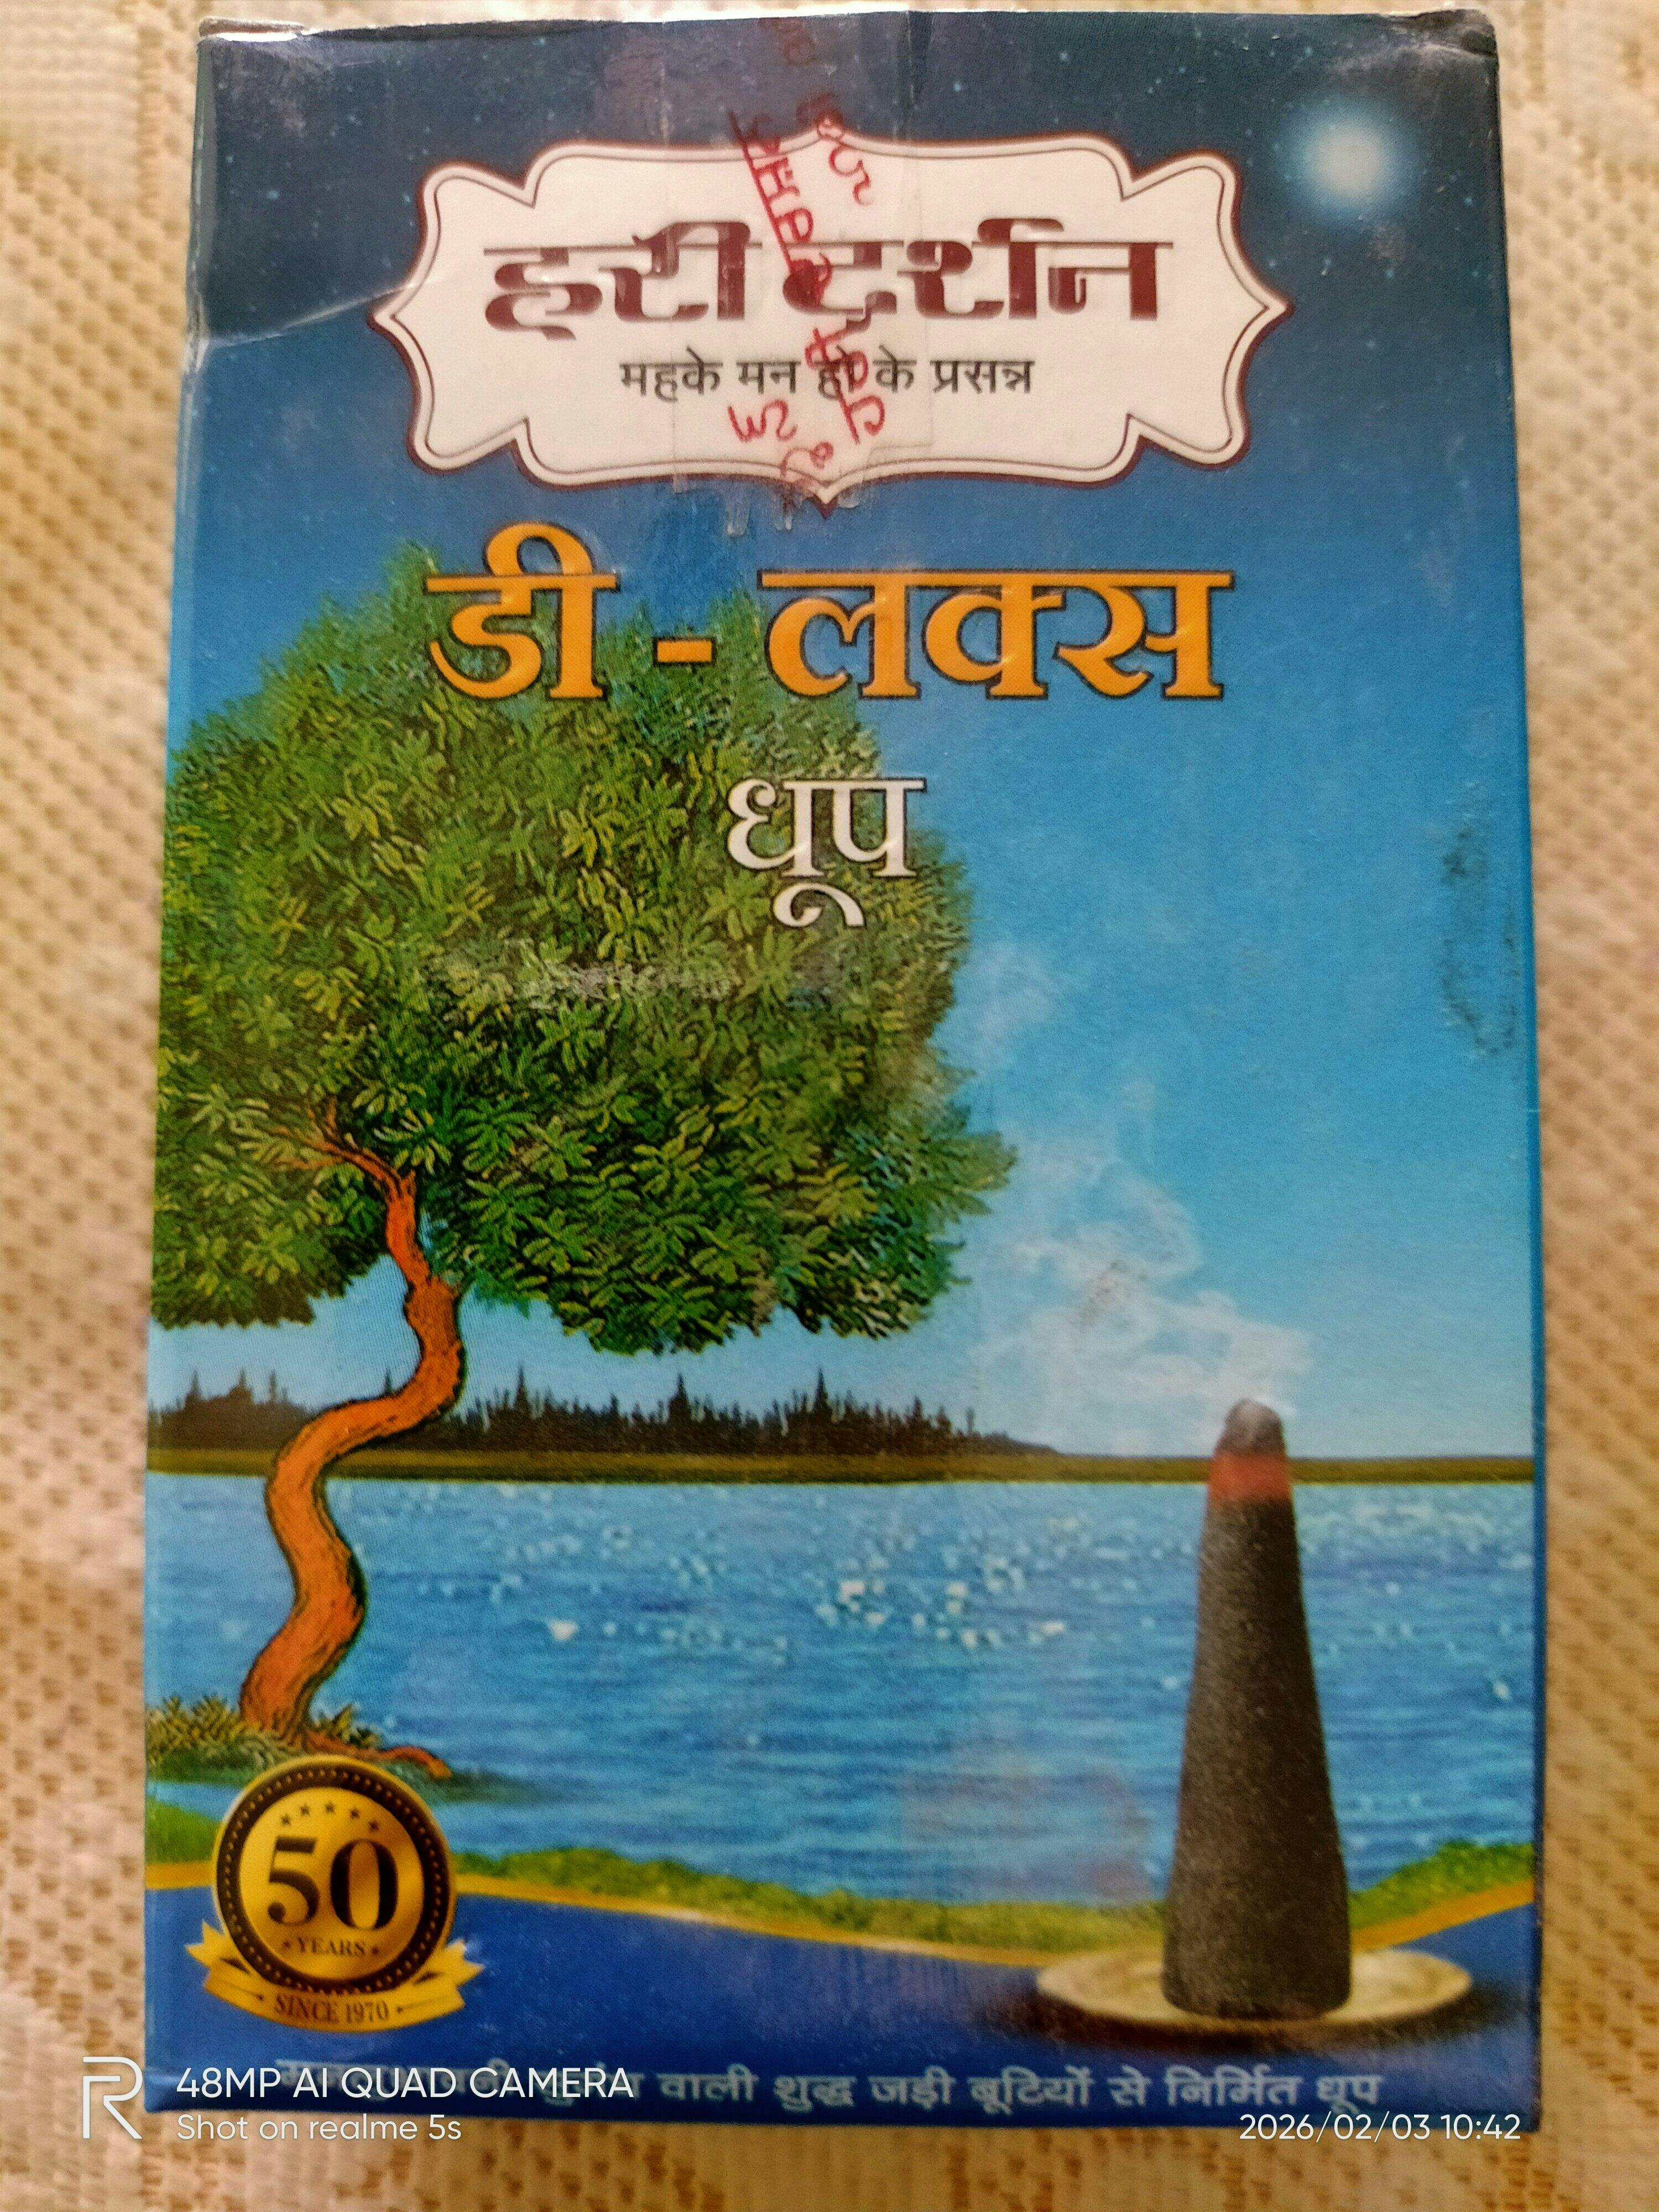 हरी दर्शन
महके मन हो के प्रसन्न
डी - लक्स
धूप
50
YEARS
SINCE 1970
वाली शुद्ध जड़ी बूटियों से निर्मित धूप
48MP AI QUAD CAMERA
Shot on realme 5s
2026/02/03 10:42